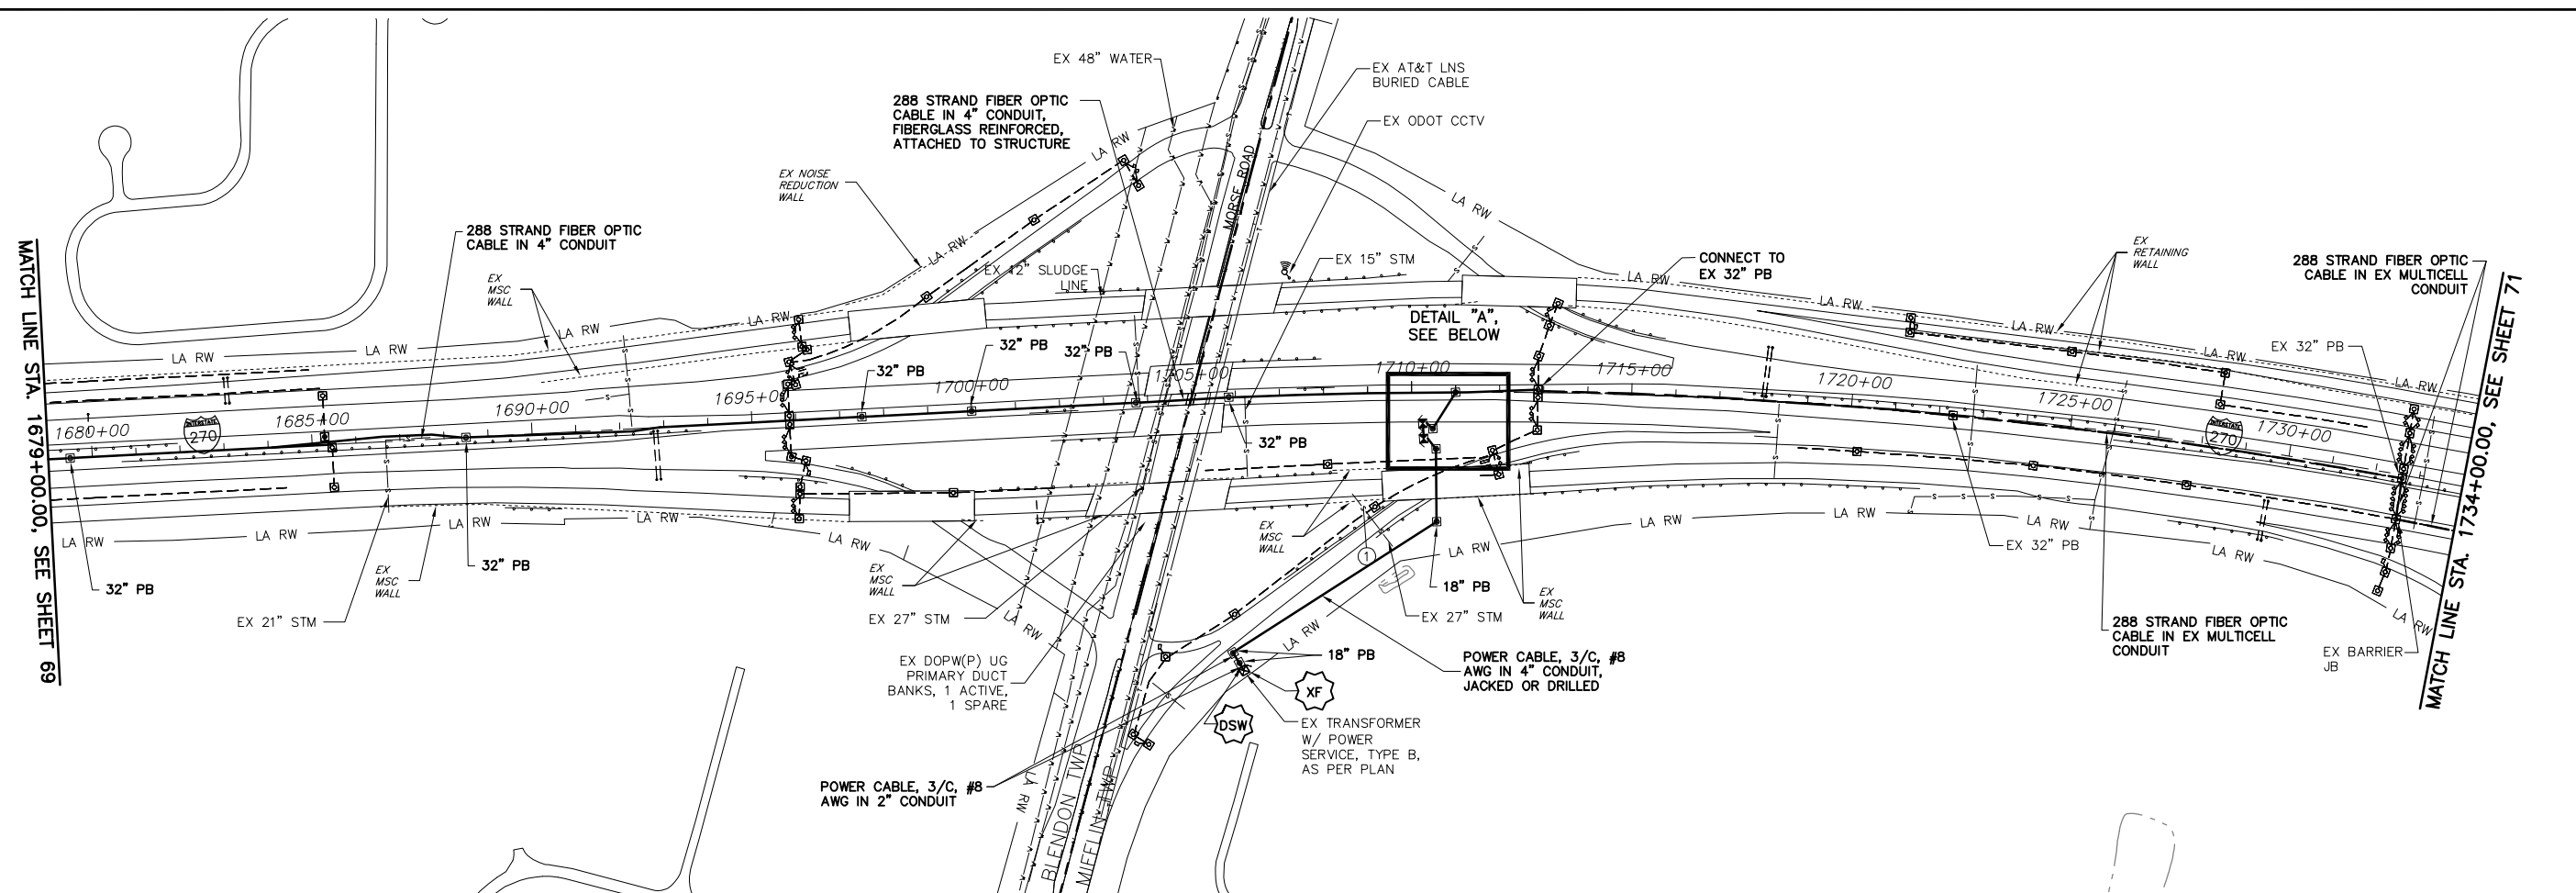 EX 48" WATER
EX AT&T LNS
BURIED CABLE
288 STRAND FIBER OPTIC
CABLE IN 4" CONDUIT,
FIBERGLASS REINFORCED,
ATTACHED TO STRUCTURE
EX ODOT CCTV
LA RW
MORSE ROAD
EX NOISE
REDUCTION
WALL
LA RW
288 STRAND FIBER OPTIC
CABLE IN 4" CONDUIT
LA RW
EX
MSC
WALL
EX 42" SLUDGE
LINE
EX 15" STM
CONNECT TO
EX 32" PB
EX
RETAINING
WALL
288 STRAND FIBER OPTIC
CABLE IN EX MULTICELL
CONDUIT
MATCH LINE STA. 1679+00.00, SEE SHEET 69
MATCH LINE STA. 1734+00.00, SEE SHEET 71
LA RW
LA RW
LA RW
LA RW
LA RW
LA RW
LA RW
LA RW
LA RW
DETAIL "A",
SEE BELOW
32" PB
32" PB
32" PB
EX 32" PB
1680+00
INTERSTATE
270
1685+00
1690+00
1695+00
1700+00
1705+00
1710+00
1715+00
1720+00
1725+00
INTERSTATE
270
1730+00
32" PB
LA RW
LA RW
LA RW
LA RW
LA RW
LA RW
LA RW
LA RW
LA RW
LA RW
LA RW
32" PB
32" PB
EX 21" STM
EX
MSC
WALL
EX
MSC
WALL
EX 27" STM
LA RW
EX
MSC
WALL
1
18" PB
EX 27" STM
EX
MSC
WALL
EX 32" PB
288 STRAND FIBER OPTIC
CABLE IN EX MULTICELL
CONDUIT
EX BARRIER
JB
EX DOPW(P) UG
PRIMARY DUCT
BANKS, 1 ACTIVE,
1 SPARE
LA RW
18" PB
POWER CABLE, 3/C, #8
AWG IN 4" CONDUIT,
JACKED OR DRILLED
XF
DSW
EX TRANSFORMER
W/ POWER
SERVICE, TYPE B,
AS PER PLAN
POWER CABLE, 3/C, #8
AWG IN 2" CONDUIT
LA RW
BLENDON TWP
MIFFLIN TWP